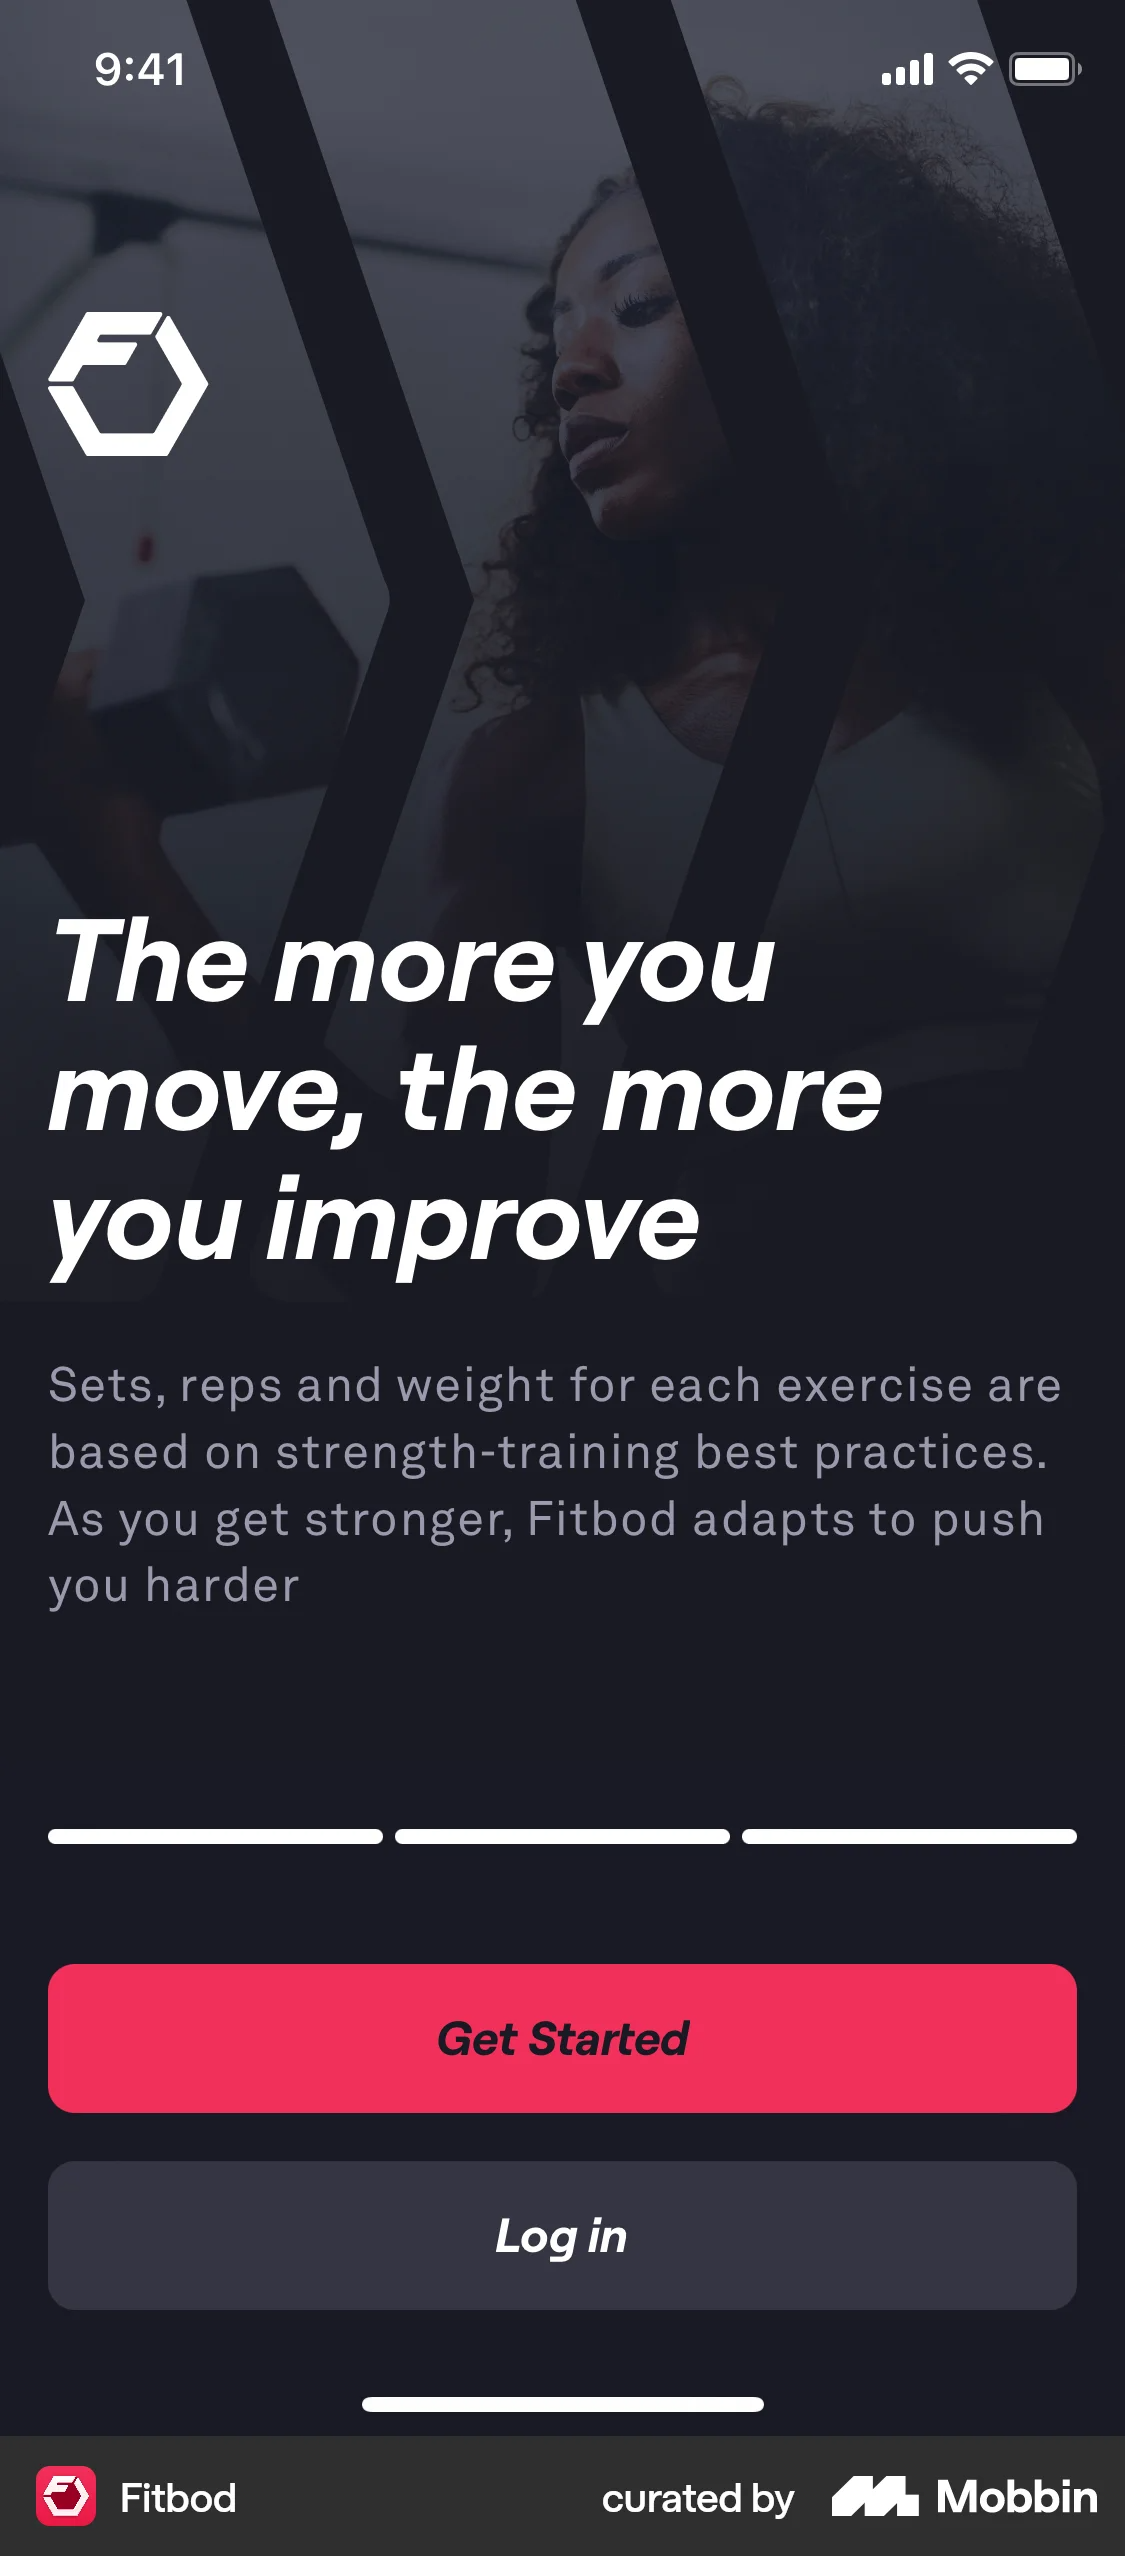 9:41
The more you
move, the more
you improve
Sets, reps and weight for each exercise are
based on strength-training best practices.
As you get stronger, Fitbod adapts to push
you harder
Get Started
Log in
Fitbod
curated by Mobbin